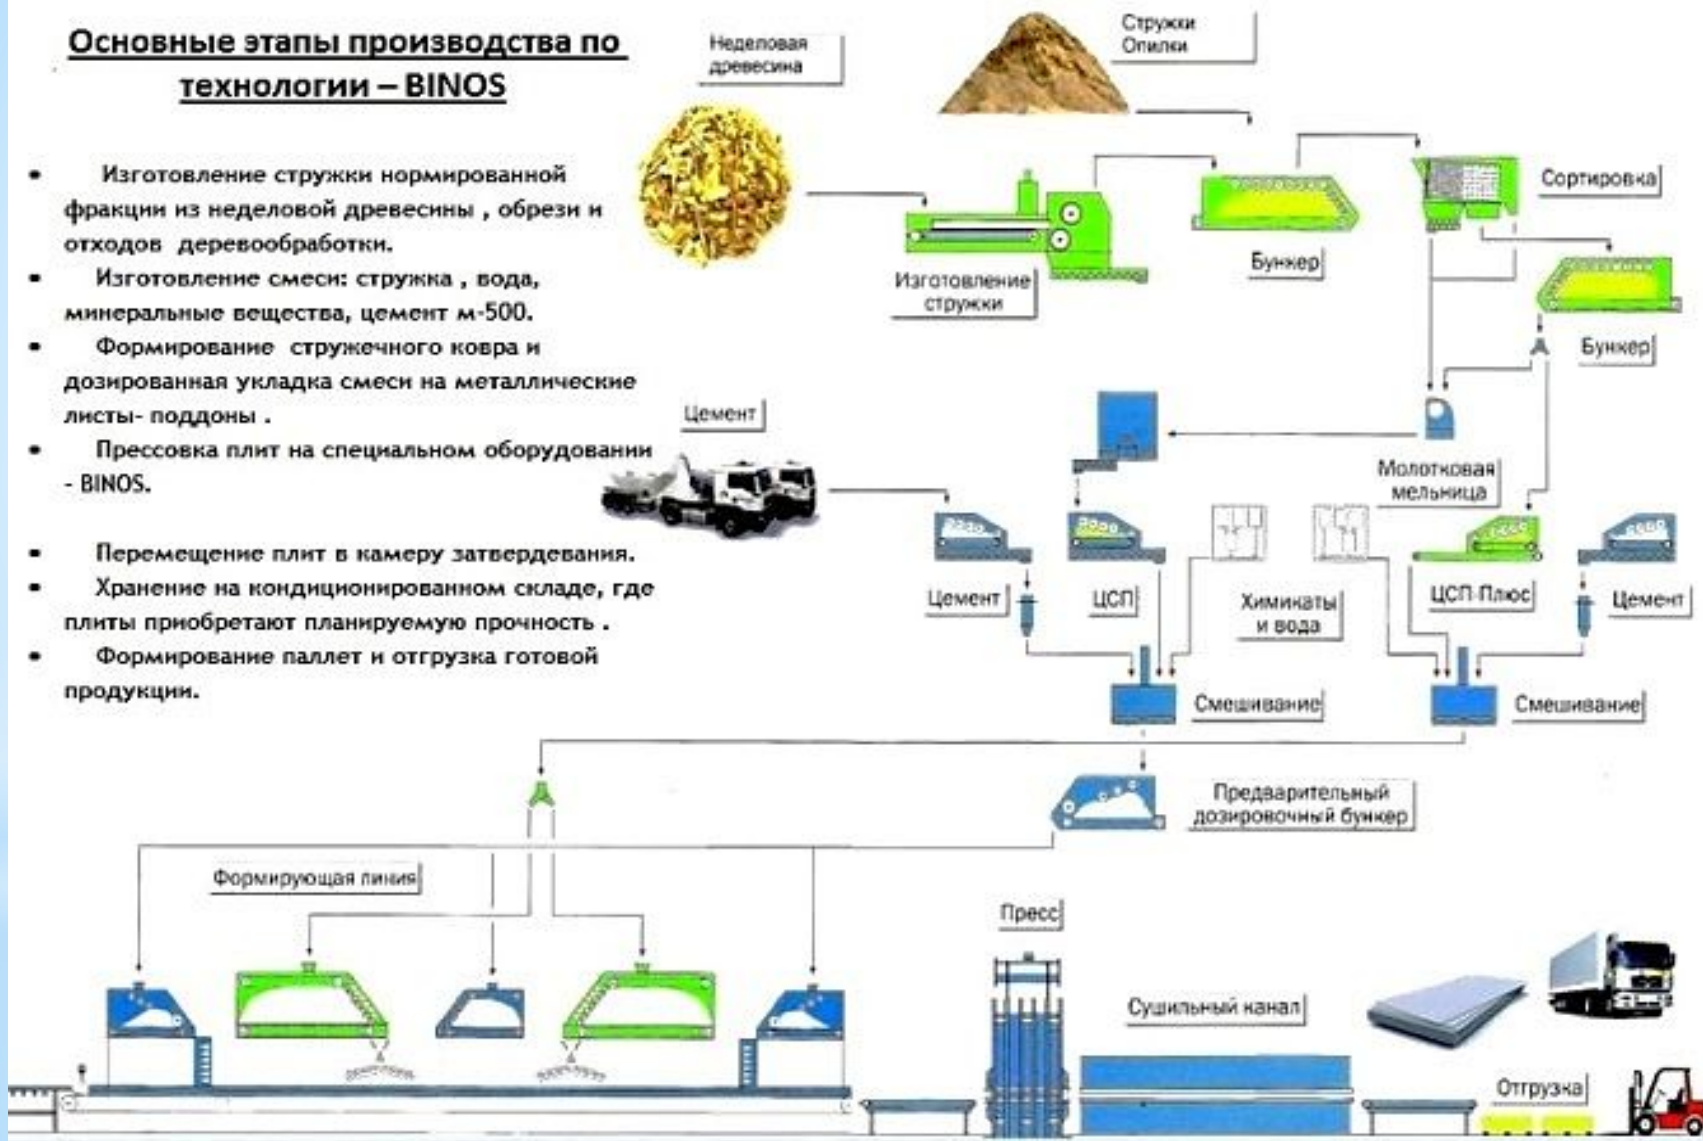 Основные этапы производства по
технологии – BINOS
• Изготовление стружки нормированной
фракции из неделовой древесины , обрези и
отходов деревообработки.
• Изготовление смеси: стружка , вода,
минеральные вещества, цемент м-500.
• Формирование стружечного ковра и
дозированная укладка смеси на металлические
листы- поддоны .
• Прессовка плит на специальном оборудовании
- BINOS.
• Перемещение плит в камеру затвердевания.
• Хранение на кондиционированном складе, где
плиты приобретают планируемую прочность .
• Формирование паллет и отгрузка готовой
продукции.
Неделовая
древесина
Стружки
Опилки
Изготовление
стружки
Бункер
Сортировка
Бункер
Цемент
Молотковая
мельница
Цемент
ЦСП
Химикаты
и вода
ЦСП-Плюс
Цемент
Смешивание
Смешивание
Предварительный
дозировочный бункер
Формирующая линия
Пресс
Сушильный канал
Отгрузка